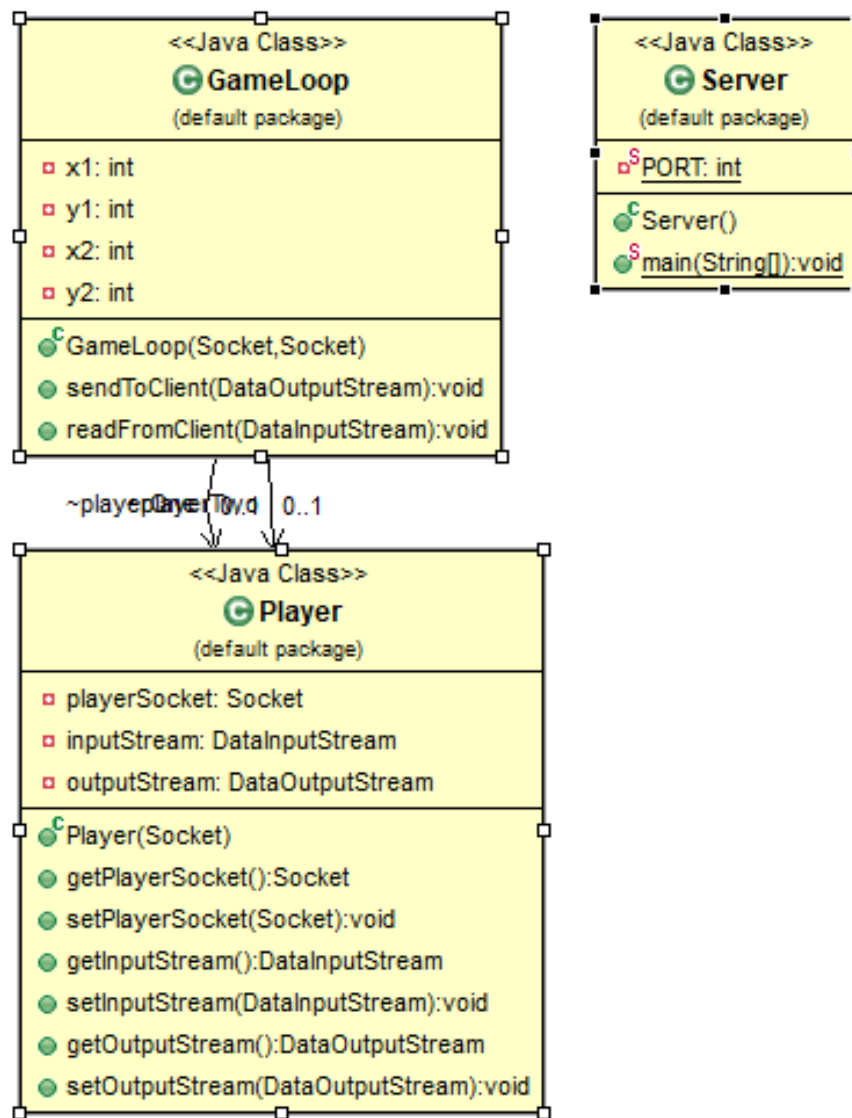 <<Java Class>>
GameLoop
(default package)
x1: int
y1: int
x2: int
y2: int
GameLoop(Socket,Socket)
sendToClient(DataOutputStream):void
readFromClient(DataInputStream):void
<<Java Class>>
Server
(default package)
PORT: int
Server()
main(String[]):void
0..1
0..1
<<Java Class>>
Player
(default package)
playerSocket: Socket
inputStream: DataInputStream
outputStream: DataOutputStream
Player(Socket)
getPlayerSocket():Socket
setPlayerSocket(Socket):void
getInputStream():DataInputStream
setInputStream(DataInputStream):void
getOutputStream():DataOutputStream
setOutputStream(DataOutputStream):void